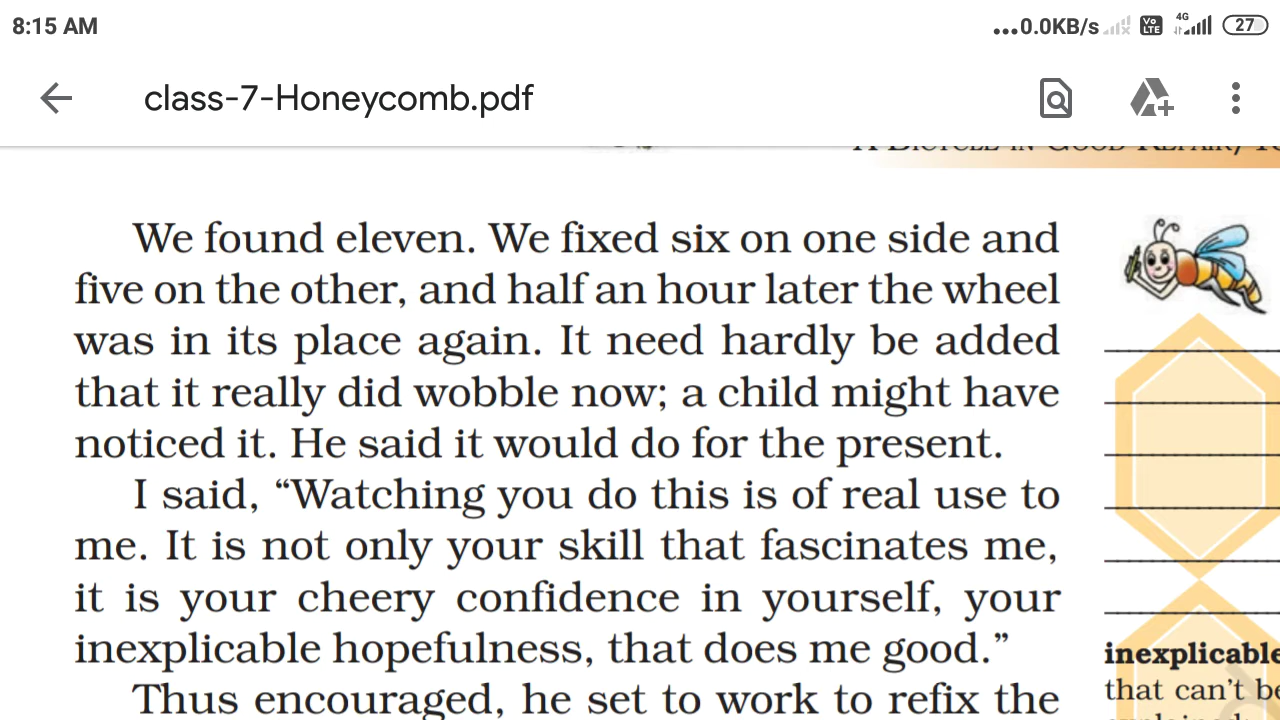 8:15 AM
...0.0KB/s Vo LTE 4G 27
class-7-Honeycomb.pdf
We found eleven. We fixed six on one side and
five on the other, and half an hour later the wheel
was in its place again. It need hardly be added
that it really did wobble now; a child might have
noticed it. He said it would do for the present.
I said, “Watching you do this is of real use to
me. It is not only your skill that fascinates me,
it is your cheery confidence in yourself, your
inexplicable hopefulness, that does me good.”
Thus encouraged, he set to work to refix the
inexplicable
that can’t be